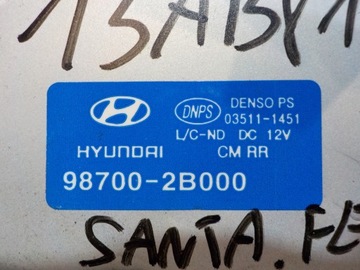 DNPS DENSO PS
03511-1451
L/C-ND DC 12V
HYUNDAI CM RR
98700-2B000
SANTA.FE